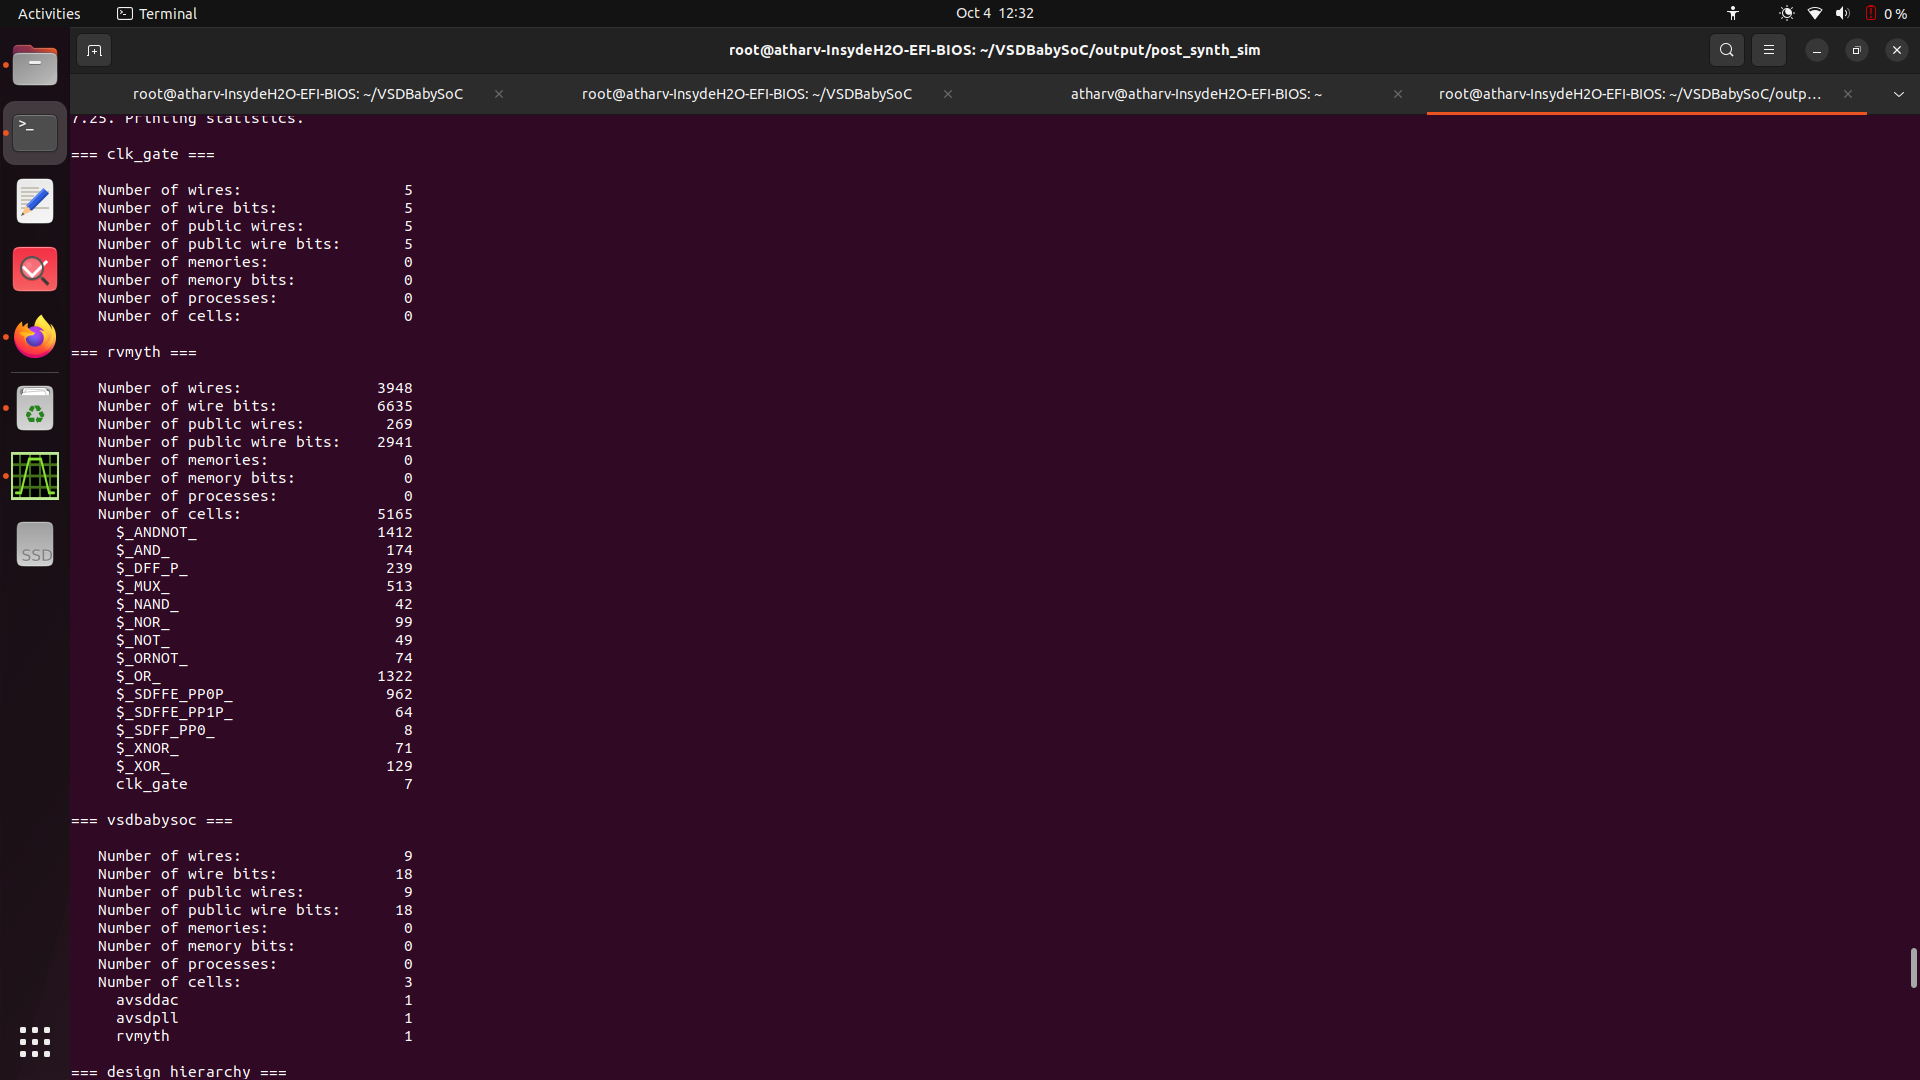 Activities
Terminal
Oct 4 12:32
0 %
root@atharv-InsydeH2O-EFI-BIOS: ~/VSDBabySoC/output/post_synth_sim
root@atharv-InsydeH2O-EFI-BIOS: ~/VSDBabySoC
root@atharv-InsydeH2O-EFI-BIOS: ~/VSDBabySoC
atharv@atharv-InsydeH2O-EFI-BIOS: ~
root@atharv-InsydeH2O-EFI-BIOS: ~/VSDBabySoC/outp...
7.25. Printing statistics.
=== clk_gate ===
Number of wires: 5
Number of wire bits: 5
Number of public wires: 5
Number of public wire bits: 5
Number of memories: 0
Number of memory bits: 0
Number of processes: 0
Number of cells: 0
=== rvmyth ===
Number of wires: 3948
Number of wire bits: 6635
Number of public wires: 269
Number of public wire bits: 2941
Number of memories: 0
Number of memory bits: 0
Number of processes: 0
Number of cells: 5165
$_ANDNOT_ 1412
$_AND_ 174
$_DFF_P_ 239
$_MUX_ 513
$_NAND_ 42
$_NOR_ 99
$_NOT_ 49
$_ORNOT_ 74
$_OR_ 1322
$_SDFFE_PP0P_ 962
$_SDFFE_PP1P_ 64
$_SDFF_PP0_ 8
$_XNOR_ 71
$_XOR_ 129
clk_gate 7
=== vsdbabysoc ===
Number of wires: 9
Number of wire bits: 18
Number of public wires: 9
Number of public wire bits: 18
Number of memories: 0
Number of memory bits: 0
Number of processes: 0
Number of cells: 3
avsddac 1
avsdpll 1
rvmyth 1
=== design hierarchy ===
SSD